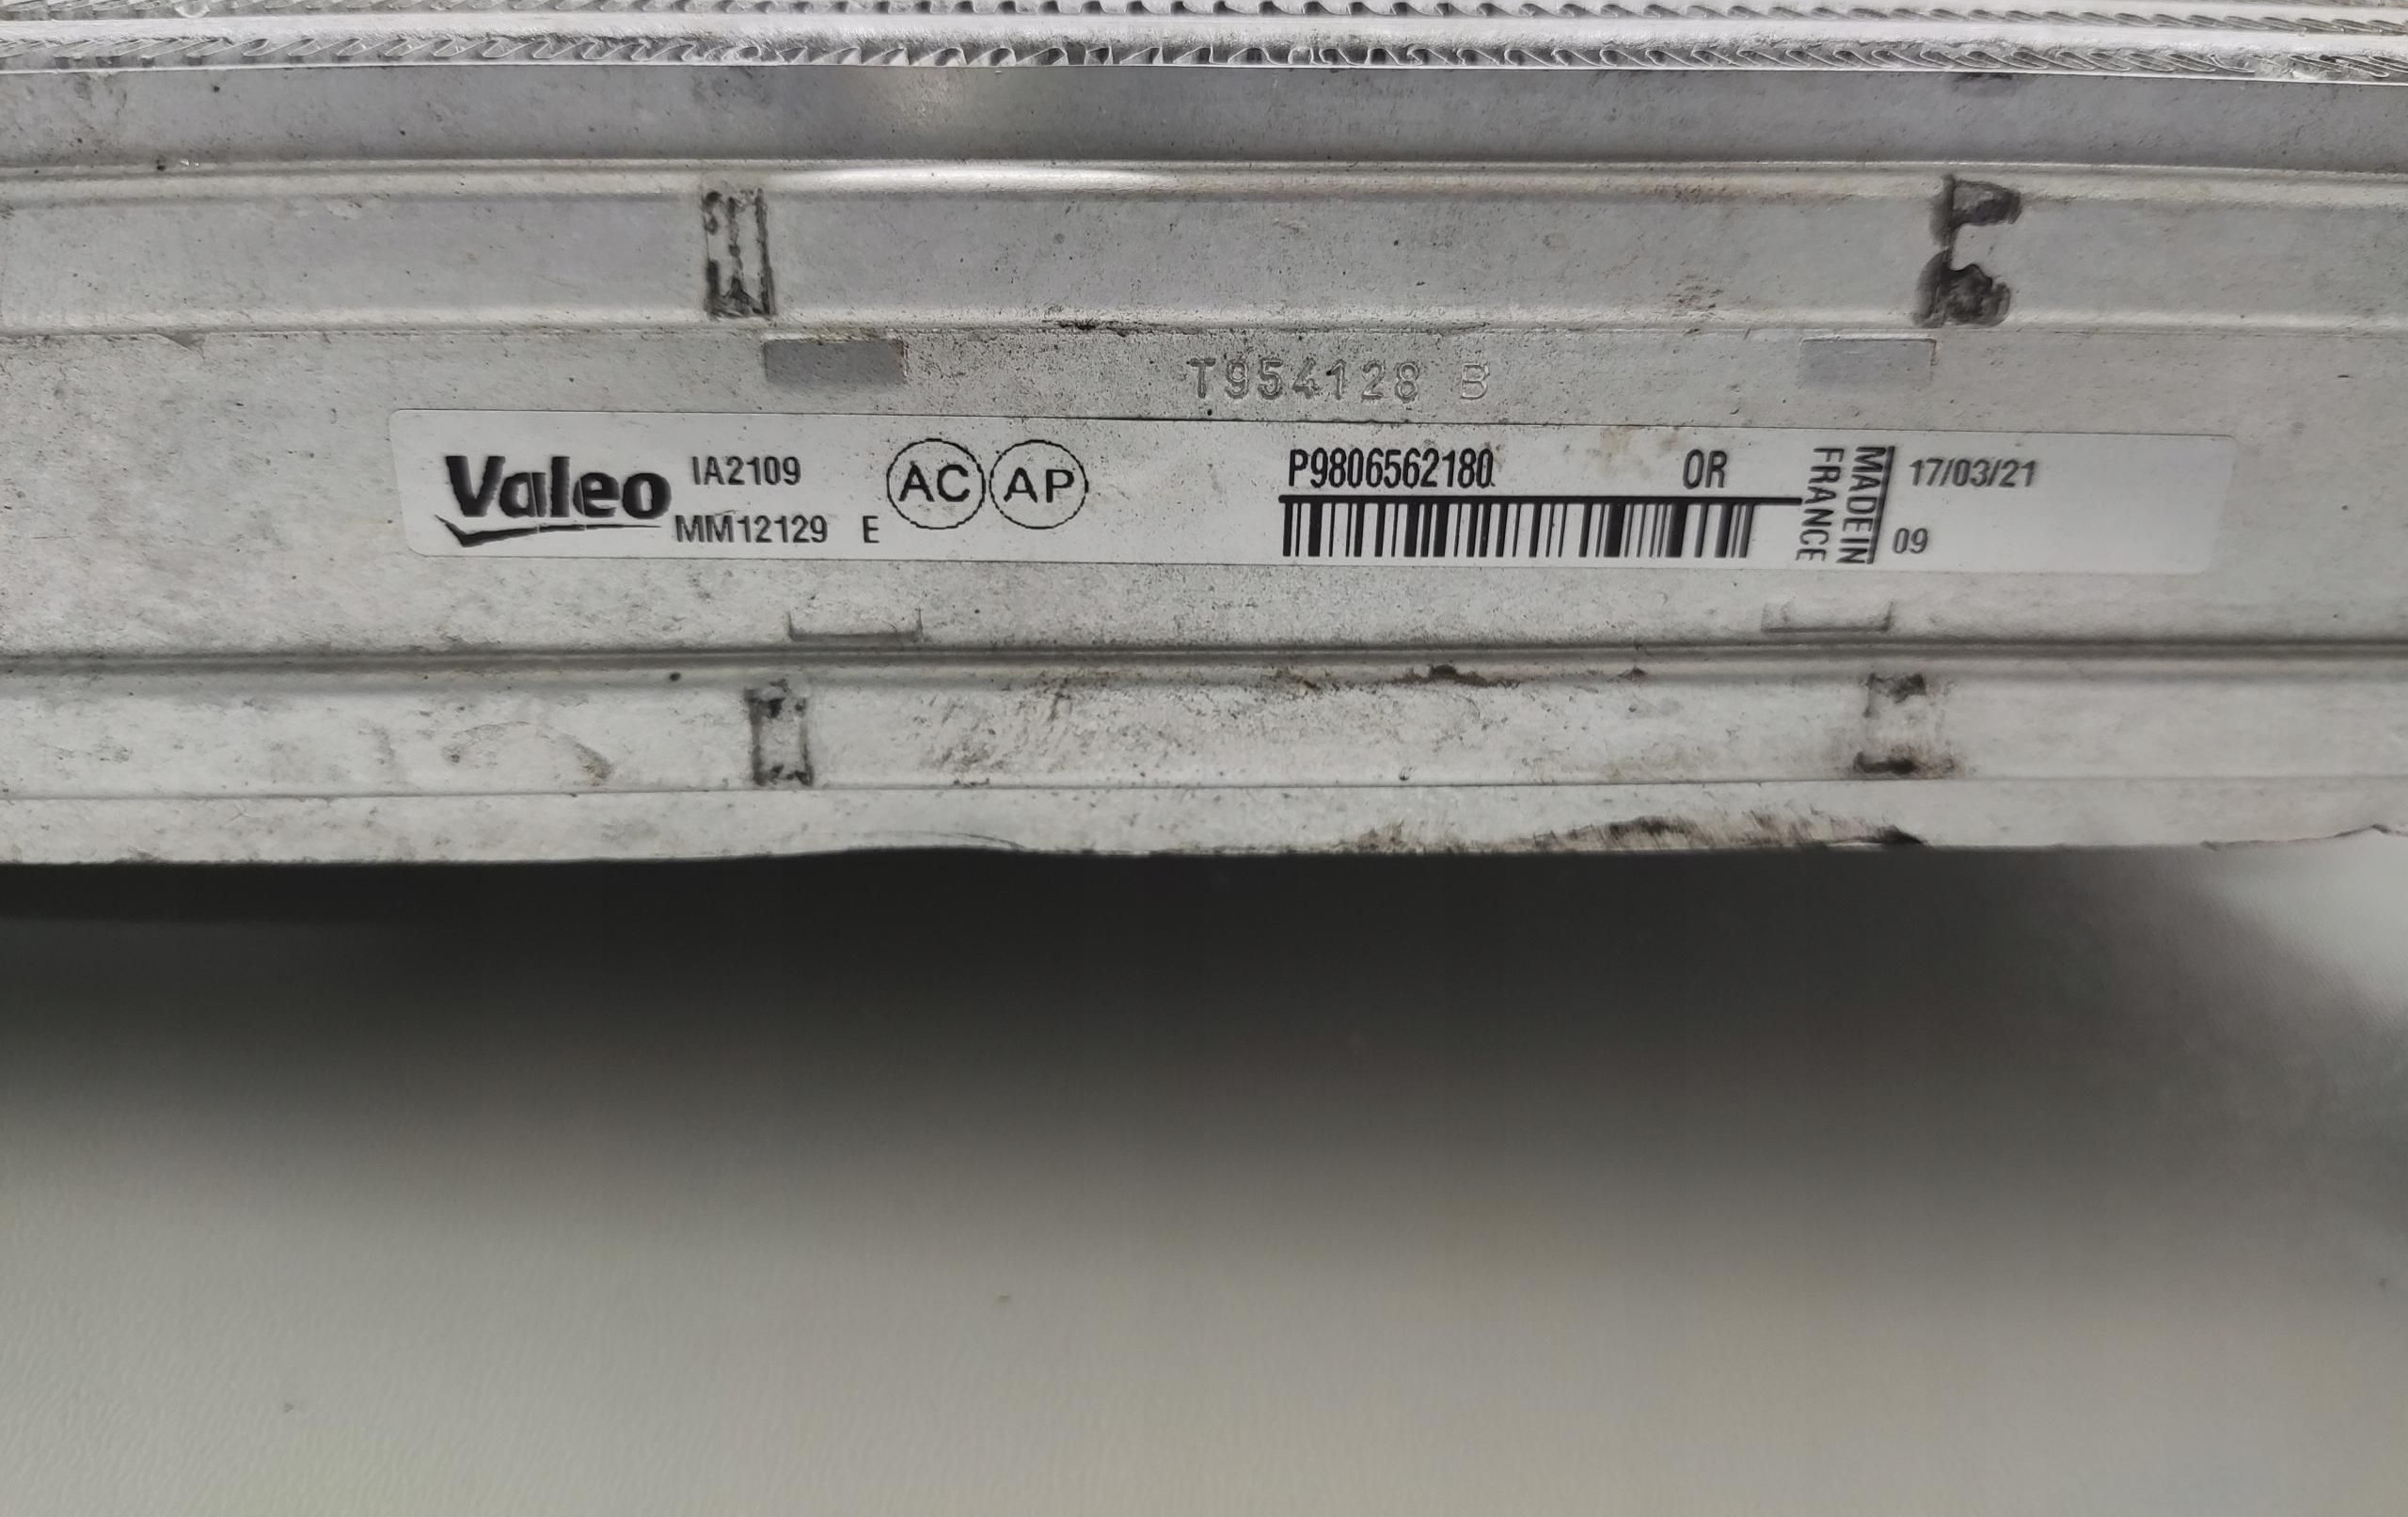 T954128 B
Valeo IA2109 AC AP P9806562180 OR MADE IN FRANCE 17/03/21
MM12129 E 09